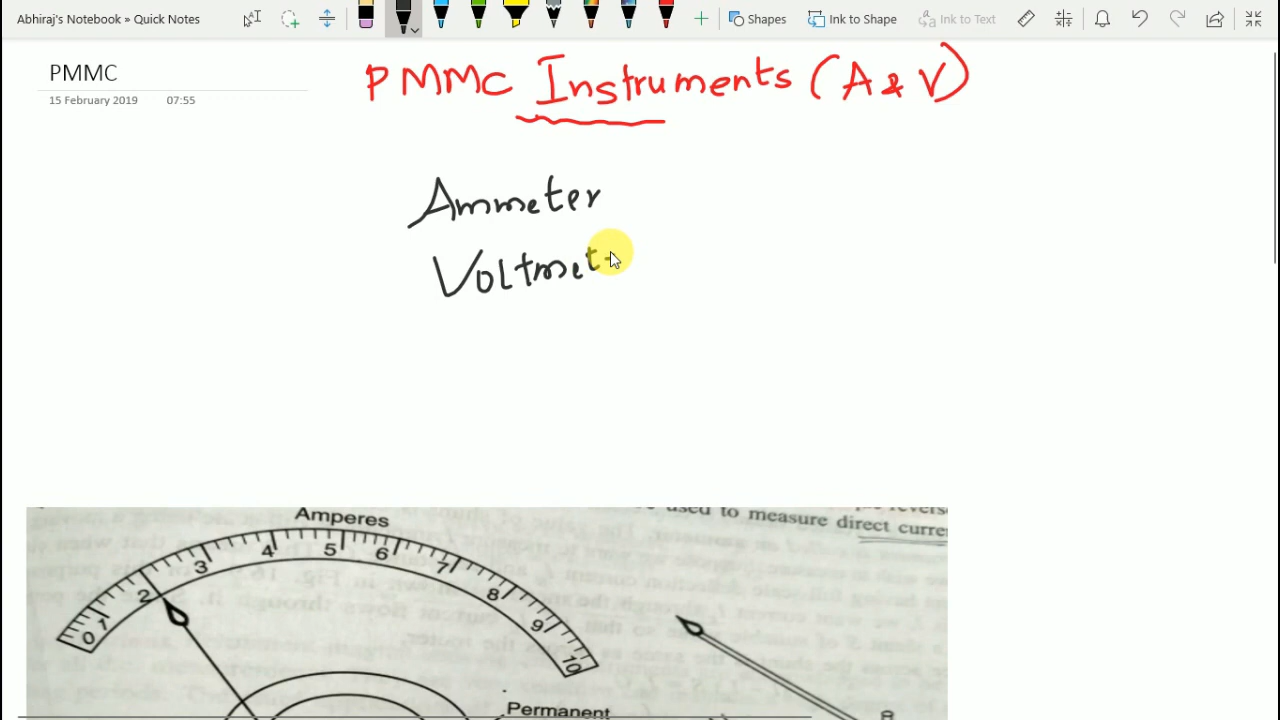 Abhiraj's Notebook » Quick Notes
Shapes
Ink to Shape
Ink to Text
PMMC
15 February 2019 07:55
PMMC Instruments (A & V)
Ammeter
Voltmet
used to measure direct curre
Amperes
0 1 2 3 4 5 6 7 8 9 10
Permanent